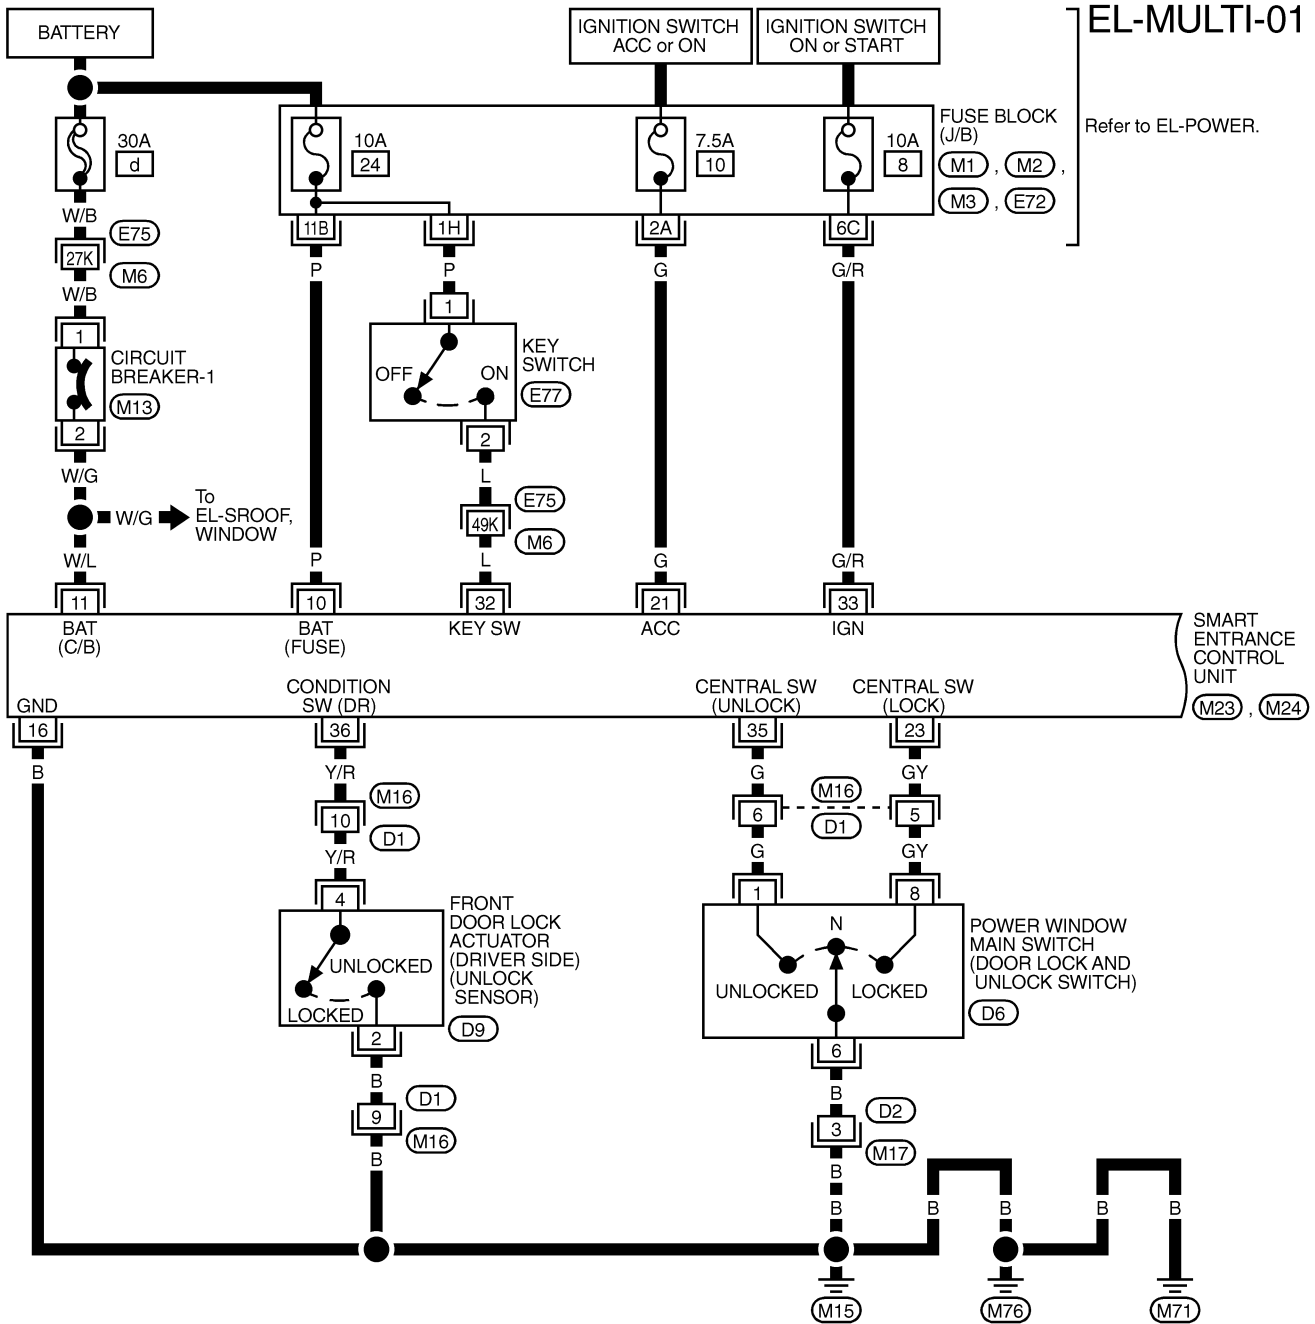 EL-MULTI-01
BATTERY
IGNITION SWITCH
ACC or ON
IGNITION SWITCH
ON or START
30A
d
10A
24
7.5A
10
10A
8
FUSE BLOCK
(J/B)
M1 , M2 ,
M3 , E72
Refer to EL-POWER.
W/B
E75
27K
M6
W/B
11B
1H
2A
6C
P
P
G
G/R
1
CIRCUIT
BREAKER-1
M13
2
1
OFF
ON
KEY
SWITCH
E77
2
W/G
W/G
To
EL-SROOF,
WINDOW
L
E75
49K
M6
W/L
P
L
G
G/R
11
10
32
21
33
BAT
(C/B)
BAT
(FUSE)
KEY SW
ACC
IGN
SMART
ENTRANCE
CONTROL
UNIT
M23 , M24
GND
CONDITION
SW (DR)
CENTRAL SW
(UNLOCK)
CENTRAL SW
(LOCK)
16
36
35
23
B
Y/R
G
GY
M16
10
D1
Y/R
M16
6
5
D1
G
GY
4
1
8
FRONT
DOOR LOCK
ACTUATOR
(DRIVER SIDE)
(UNLOCK
SENSOR)
D9
UNLOCKED
LOCKED
2
N
UNLOCKED
LOCKED
POWER WINDOW
MAIN SWITCH
(DOOR LOCK AND
UNLOCK SWITCH)
D6
6
B
D1
9
M16
B
B
D2
3
M17
B
B
B
B
B
B
M15
M76
M71